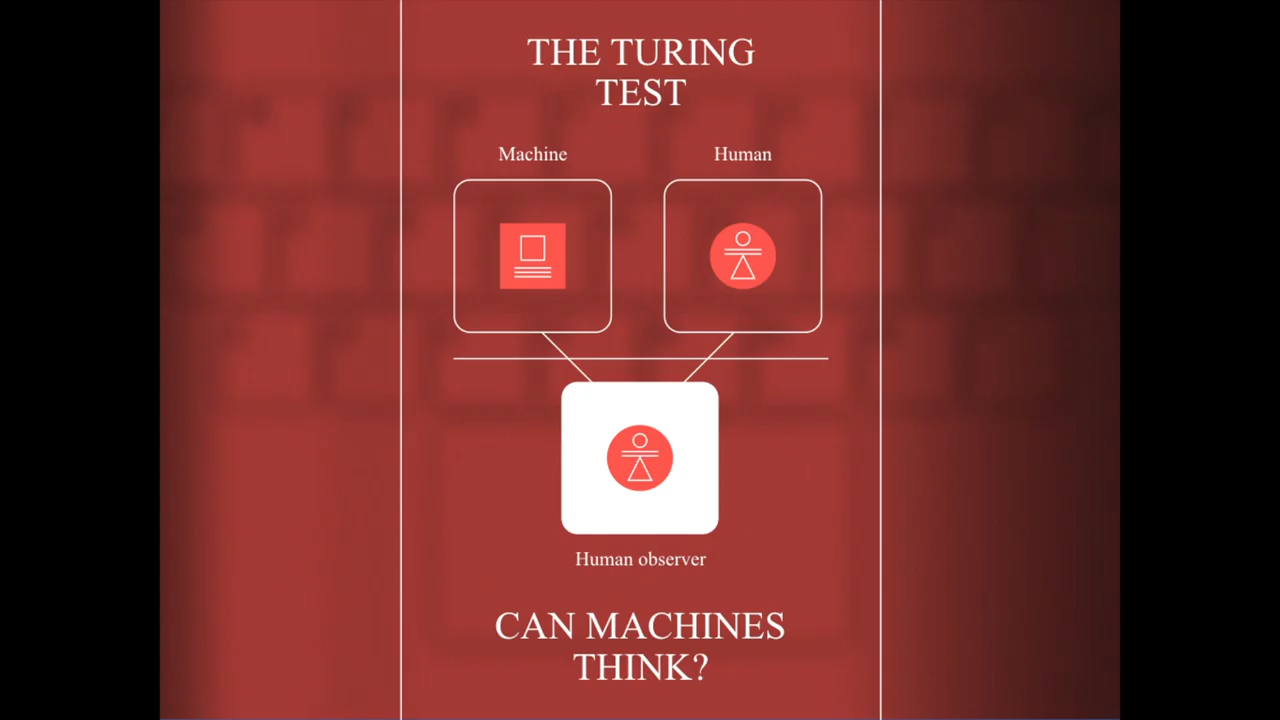 THE TURING
TEST
Machine
Human
Human observer
CAN MACHINES
THINK?